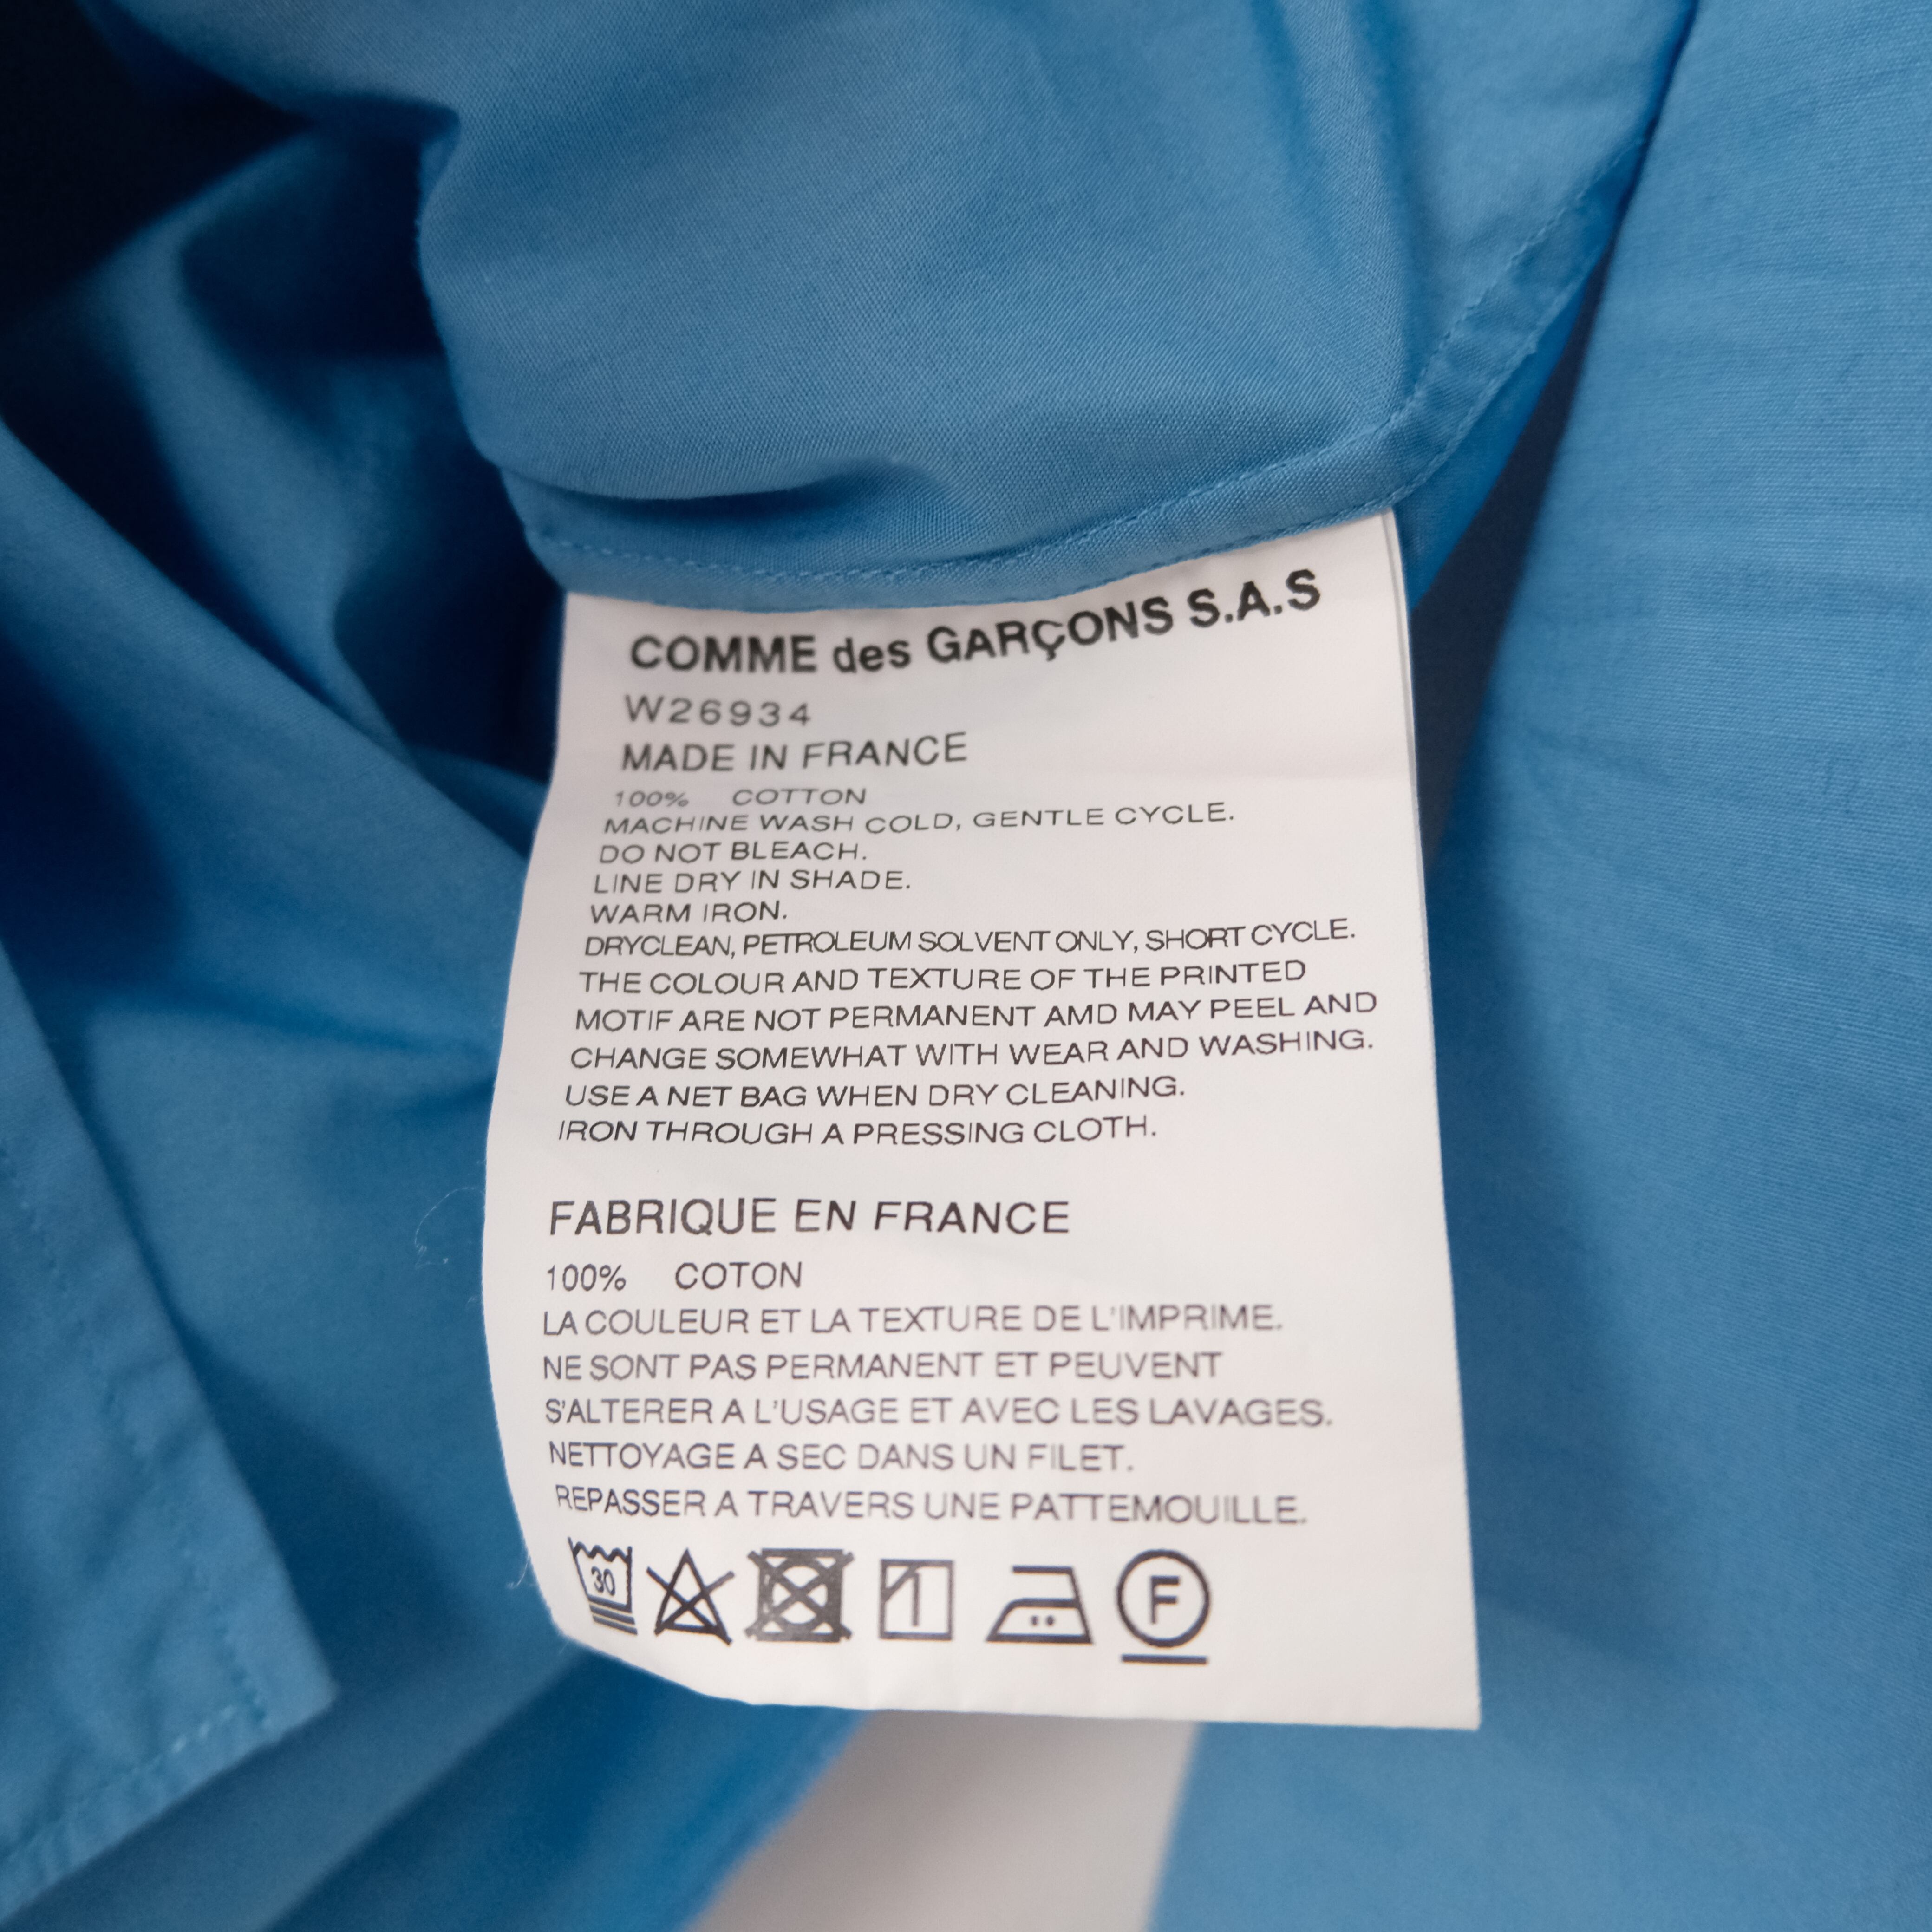 COMME des GARÇONS S.A.S
W26934
MADE IN FRANCE
100% COTTON
MACHINE WASH COLD, GENTLE CYCLE.
DO NOT BLEACH.
LINE DRY IN SHADE.
WARM IRON.
DRYCLEAN, PETROLEUM SOLVENT ONLY, SHORT CYCLE.
THE COLOUR AND TEXTURE OF THE PRINTED
MOTIF ARE NOT PERMANENT AMD MAY PEEL AND
CHANGE SOMEWHAT WITH WEAR AND WASHING.
USE A NET BAG WHEN DRY CLEANING.
IRON THROUGH A PRESSING CLOTH.
FABRIQUE EN FRANCE
100% COTON
LA COULEUR ET LA TEXTURE DE L'IMPRIME.
NE SONT PAS PERMANENT ET PEUVENT
S'ALTERER A L'USAGE ET AVEC LES LAVAGES.
NETTOYAGE A SEC DANS UN FILET.
REPASSER A TRAVERS UNE PATTEMOUILLE.
30 F